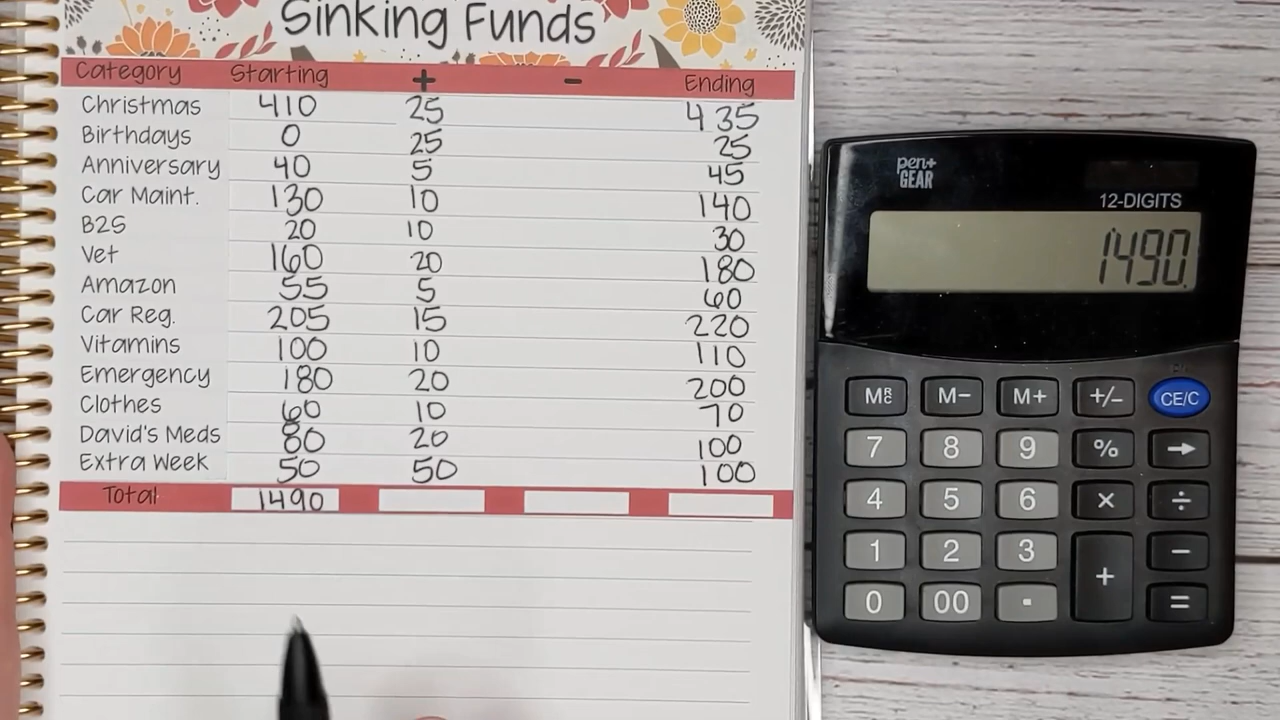 Sinking Funds
Category Starting + - Ending
Christmas 410 25 435
Birthdays 0 25 25
Anniversary 40 5 45
Car Maint. 130 10 140
B2S 20 10 30
Vet 160 20 180
Amazon 55 5 60
Car Reg. 205 15 220
Vitamins 100 10 110
Emergency 180 20 200
Clothes 60 10 70
David's Meds 80 20 100
Extra Week 50 50 100
Total 1490
pen+
GEAR
12-DIGITS
1490.
MRC M- M+ +/- CE/C
7 8 9 % →
4 5 6 × ÷
1 2 3 + -
0 00 . =